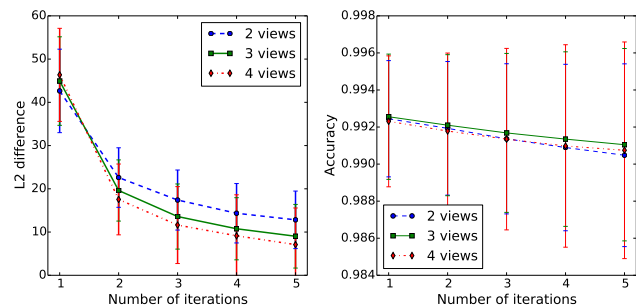 60
50
40
30
20
10
0
L2 difference
2 views
3 views
4 views
1 2 3 4 5
Number of iterations
0.998
0.996
0.994
0.992
0.990
0.988
0.986
0.984
Accuracy
2 views
3 views
4 views
1 2 3 4 5
Number of iterations